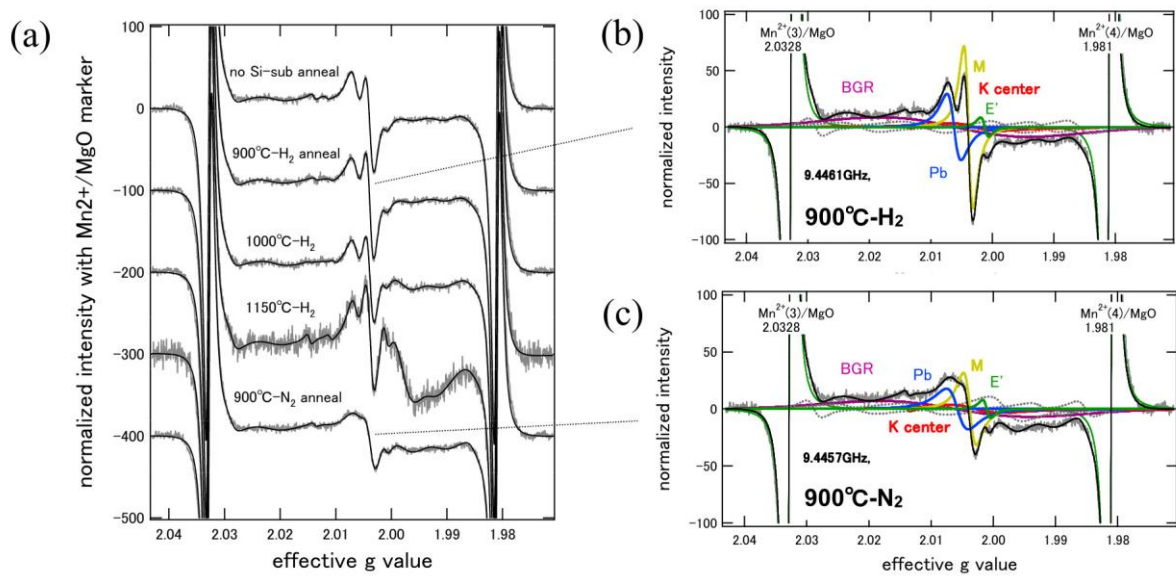 (a)
normalized intensity with Mn2+/MgO marker
100
0
-100
-200
-300
-400
-500
no Si-sub anneal
900℃-H₂ anneal
1000℃-H₂
1150℃-H₂
900℃-N₂ anneal
2.04 2.03 2.02 2.01 2.00 1.99 1.98
effective g value
(b)
normalized intensity
100
50
0
-50
-100
Mn²⁺(3)/MgO
2.0328
Mn²⁺(4)/MgO
1.981
M
BGR
K center
E'
Pb
9.4461GHz,
900℃-H₂
2.04 2.03 2.02 2.01 2.00 1.99 1.98
(c)
normalized intensity
100
50
0
-50
-100
Mn²⁺(3)/MgO
2.0328
Mn²⁺(4)/MgO
1.981
BGR
Pb
M
E'
K center
9.4457GHz,
900℃-N₂
2.04 2.03 2.02 2.01 2.00 1.99 1.98
effective g value